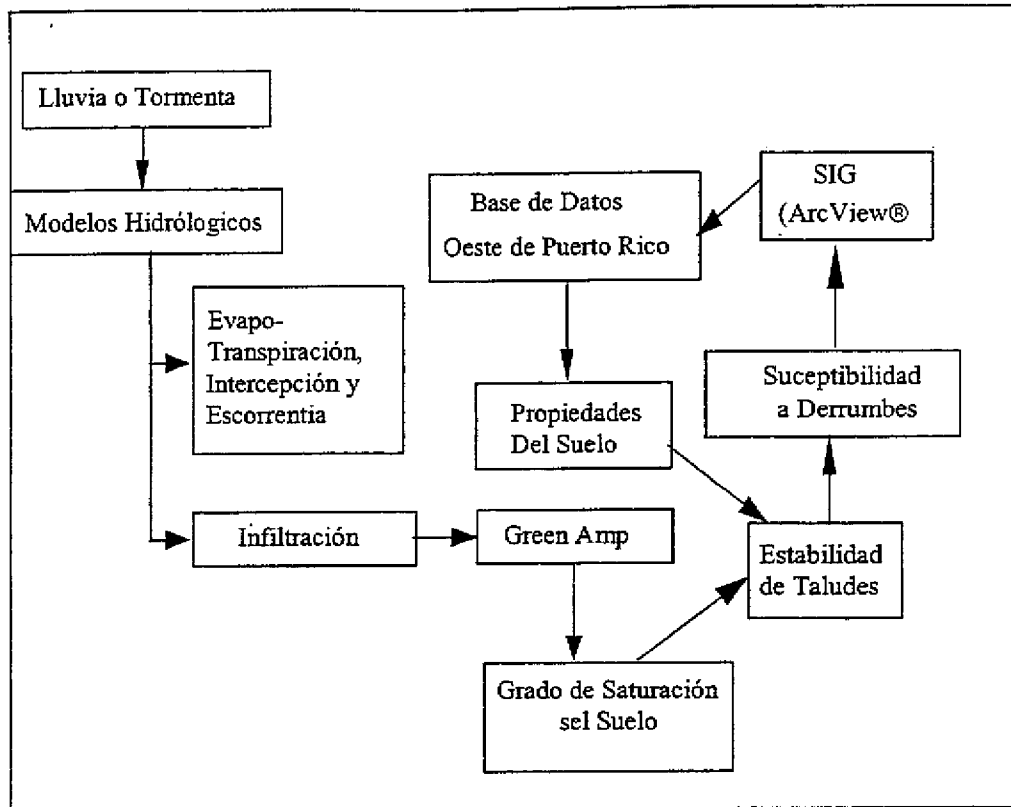 Lluvia o Tormenta
Modelos Hidrólogicos
Evapo-
Transpiración,
Intercepción y
Escorrentia
Infiltración
Green Amp
Grado de Saturación
sel Suelo
Base de Datos
Oeste de Puerto Rico
Propiedades
Del Suelo
Estabilidad
de Taludes
Suceptibilidad
a Derrumbes
SIG
(ArcView®